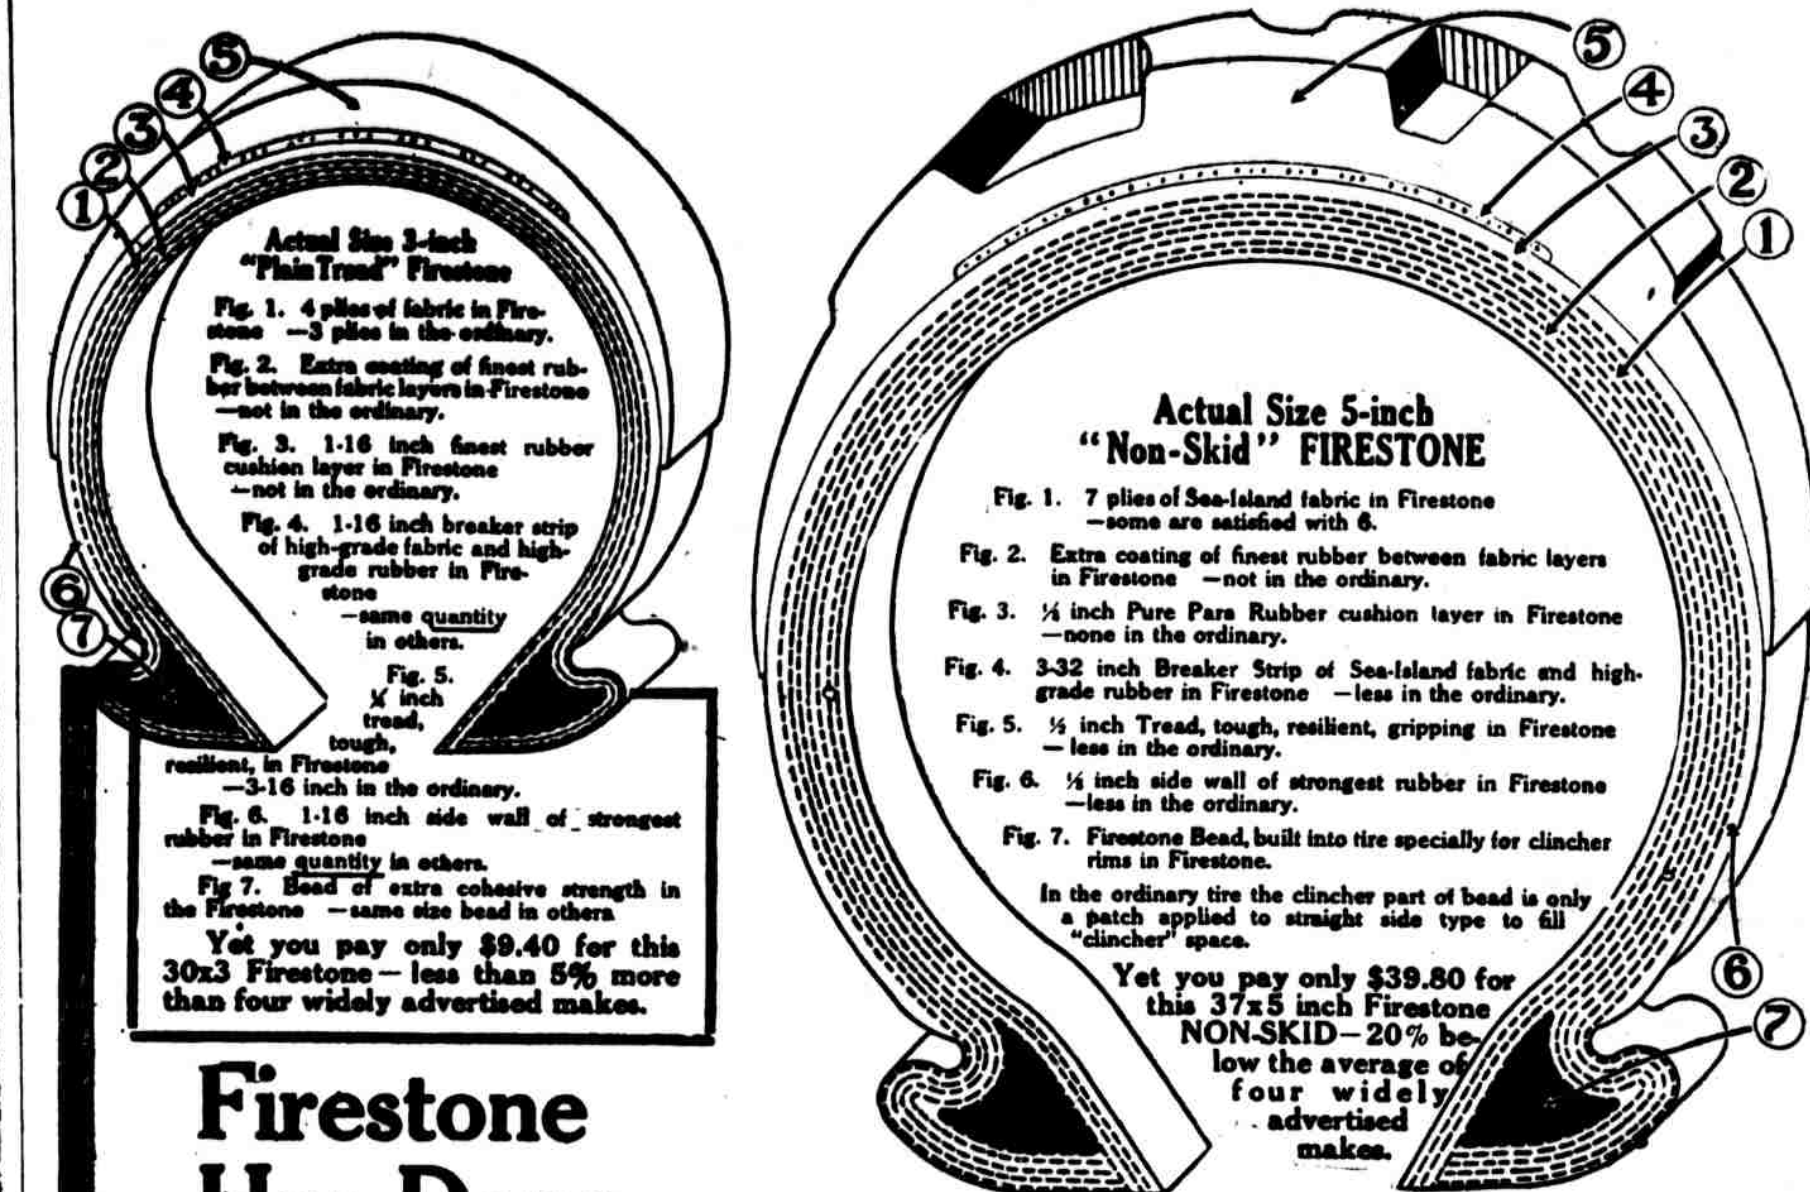 5
4
3
2
1
Actual Size 3-inch
"Plain Tread" Firestone
Fig. 1. 4 plies of fabric in Fire-
stone —3 plies in the ordinary.
Fig. 2. Extra coating of finest rub-
ber between fabric layers in Firestone
—not in the ordinary.
Fig. 3. 1-16 inch finest rubber
cushion layer in Firestone
—not in the ordinary.
Fig. 4. 1-16 inch breaker strip
of high-grade fabric and high-
grade rubber in Fire-
stone
—same quantity
in others.
Fig. 5.
¼ inch
tread,
tough,
resilient, in Firestone
—3-16 inch in the ordinary.
Fig. 6. 1-16 inch side wall of strongest
rubber in Firestone
—same quantity in others.
Fig 7. Bead of extra cohesive strength in
the Firestone —same size bead in others
Yet you pay only $9.40 for this
30x3 Firestone — less than 5% more
than four widely advertised makes.
6
7
Firestone
5
4
3
2
1
Actual Size 5-inch
"Non-Skid" FIRESTONE
Fig. 1. 7 plies of Sea-Island fabric in Firestone
—some are satisfied with 6.
Fig. 2. Extra coating of finest rubber between fabric layers
in Firestone —not in the ordinary.
Fig. 3. inch Pure Para Rubber cushion layer in Firestone
—none in the ordinary.
Fig. 4. 3-32 inch Breaker Strip of Sea-Island fabric and high-
grade rubber in Firestone —less in the ordinary.
Fig. 5. inch Tread, tough, resilient, gripping in Firestone
— less in the ordinary.
Fig. 6. inch side wall of strongest rubber in Firestone
—less in the ordinary.
Fig. 7. Firestone Bead, built into tire specially for clincher
rims in Firestone.
In the ordinary tire the clincher part of bead is only
a patch applied to straight side type to fill
"clincher" space.
Yet you pay only $39.80 for
this 37x5 inch Firestone
NON-SKID—20% be-
low the average of
four widely
advertised
makes.
6
7